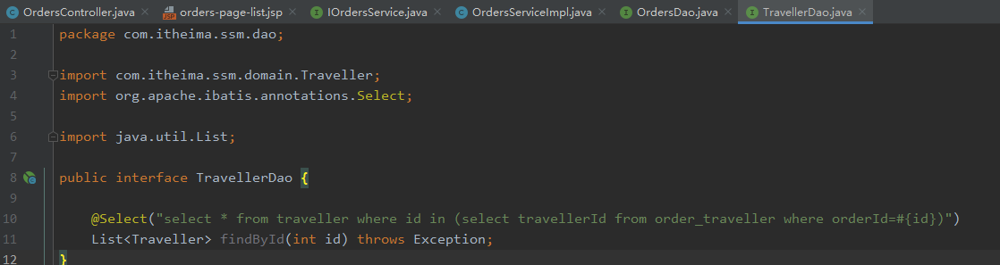 OrdersController.java × orders-page-list.jsp × IOrdersService.java × OrdersServiceImpl.java × OrdersDao.java × TravellerDao.java ×
1 package com.itheima.ssm.dao;
2
3 import com.itheima.ssm.domain.Traveller;
4 import org.apache.ibatis.annotations.Select;
5
6 import java.util.List;
7
8 public interface TravellerDao {
9
10 @Select("select * from traveller where id in (select travellerId from order_traveller where orderId=#{id})")
11 List<Traveller> findById(int id) throws Exception;
12 }